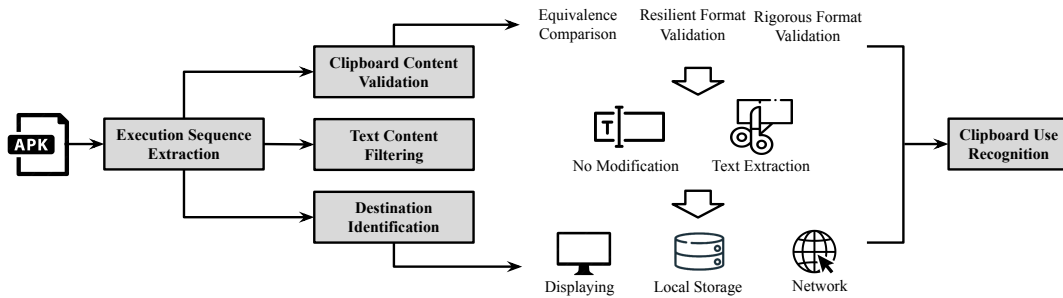 Equivalence
Comparison
Resilient Format
Validation
Rigorous Format
Validation
Clipboard Content
Validation
APK
Execution Sequence
Extraction
Text Content
Filtering
T
No Modification
Text Extraction
Clipboard Use
Recognition
Destination
Identification
Displaying
Local Storage
Network